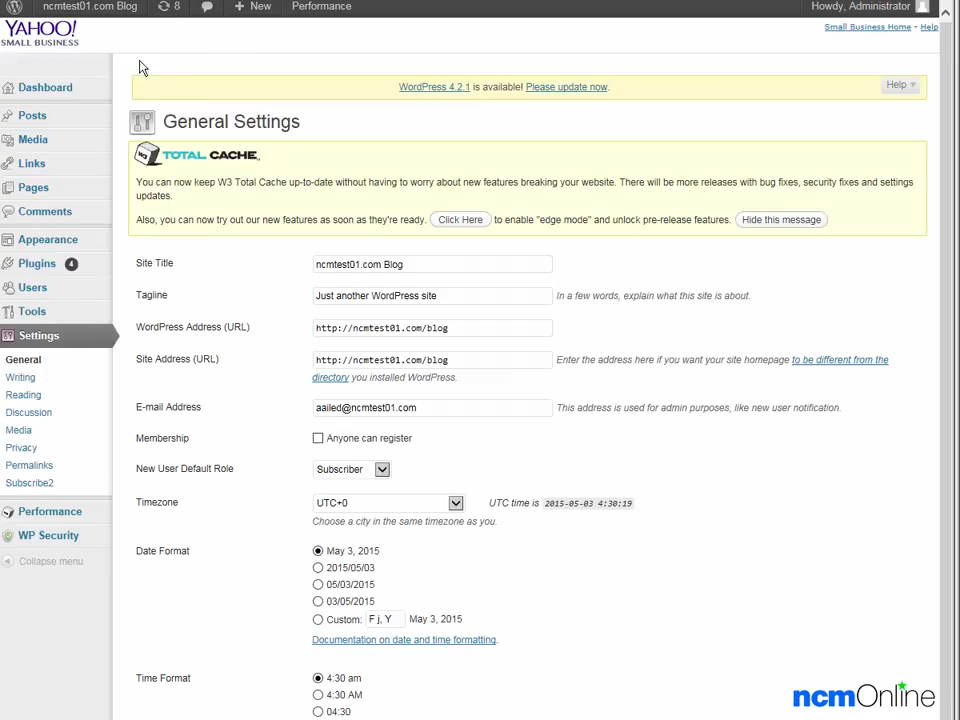 ncmtest01.com Blog 8 New Performance Howdy, Administrator
YAHOO!
SMALL BUSINESS
Small Business Home - Help
WordPress 4.2.1 is available! Please update now.
Help
Dashboard
Posts
Media
Links
Pages
Comments
Appearance
Plugins 4
Users
Tools
Settings
General
Writing
Reading
Discussion
Media
Privacy
Permalinks
Subscribe2
Performance
WP Security
Collapse menu
General Settings
W3 TOTAL CACHE
You can now keep W3 Total Cache up-to-date without having to worry about new features breaking your website. There will be more releases with bug fixes, security fixes and settings
updates.
Also, you can now try out our new features as soon as they're ready. Click Here to enable "edge mode" and unlock pre-release features. Hide this message
Site Title ncmtest01.com Blog
Tagline Just another WordPress site In a few words, explain what this site is about.
WordPress Address (URL) http://ncmtest01.com/blog
Site Address (URL) http://ncmtest01.com/blog Enter the address here if you want your site homepage to be different from the
directory you installed WordPress.
E-mail Address aailed@ncmtest01.com This address is used for admin purposes, like new user notification.
Membership Anyone can register
New User Default Role Subscriber
Timezone UTC+0 UTC time is 2015-05-03 4:30:19
Choose a city in the same timezone as you.
Date Format May 3, 2015
2015/05/03
05/03/2015
03/05/2015
Custom: F j, Y May 3, 2015
Documentation on date and time formatting.
Time Format 4:30 am
4:30 AM
04:30
ncmOnline